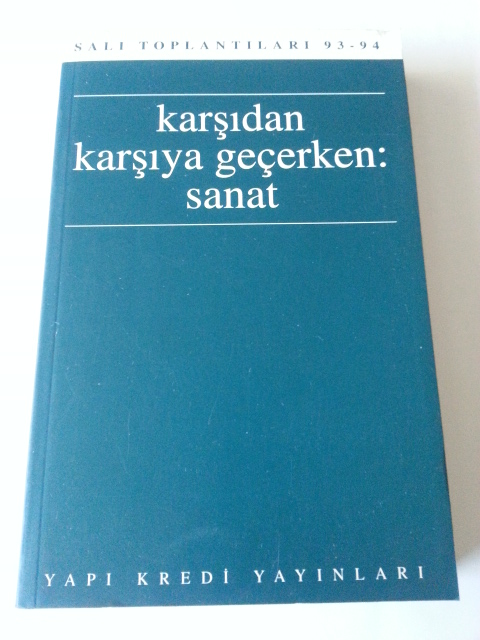 SALI TOPLANTILARI 93-94
karşıdan
karşıya geçerken:
sanat
YAPI KREDİ YAYINLARI